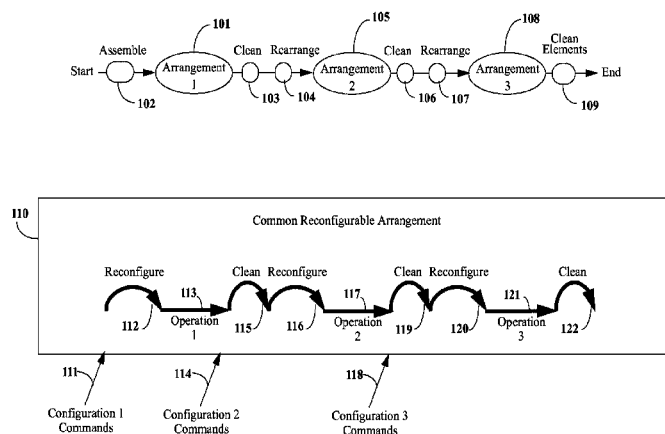 101
105
108
Assemble
Clean
Rearrange
Clean
Rearrange
Clean
Elements
Start
Arrangement
1
Arrangement
2
Arrangement
3
End
102
103
104
106
107
109
110
Common Reconfigurable Arrangement
Reconfigure
113
Clean
Reconfigure
117
Clean
Reconfigure
121
Clean
112
Operation
1
115
116
Operation
2
119
120
Operation
3
122
111
114
118
Configuration 1
Commands
Configuration 2
Commands
Configuration 3
Commands